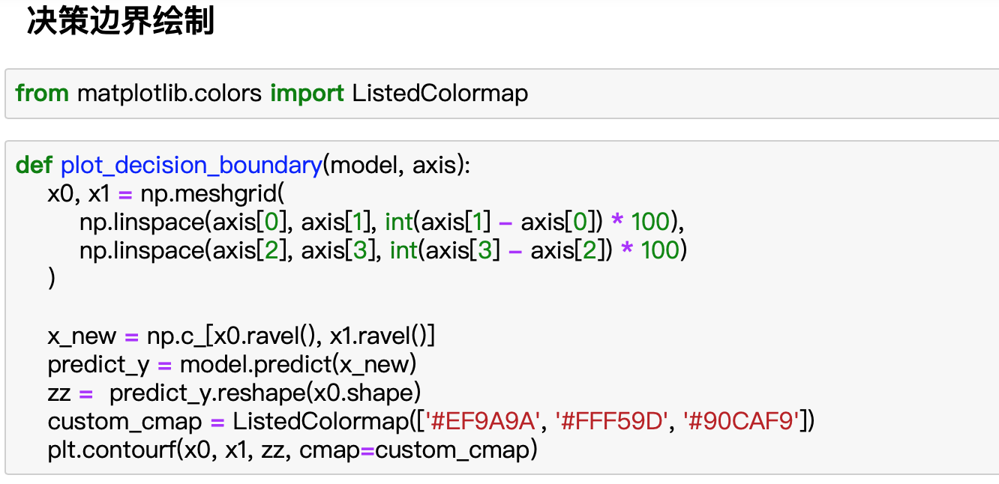 决策边界绘制
from matplotlib.colors import ListedColormap
def plot_decision_boundary(model, axis):
    x0, x1 = np.meshgrid(
        np.linspace(axis[0], axis[1], int(axis[1] - axis[0]) * 100),
        np.linspace(axis[2], axis[3], int(axis[3] - axis[2]) * 100)
    )
    x_new = np.c_[x0.ravel(), x1.ravel()]
    predict_y = model.predict(x_new)
    zz =  predict_y.reshape(x0.shape)
    custom_cmap = ListedColormap(['#EF9A9A', '#FFF59D', '#90CAF9'])
    plt.contourf(x0, x1, zz, cmap=custom_cmap)